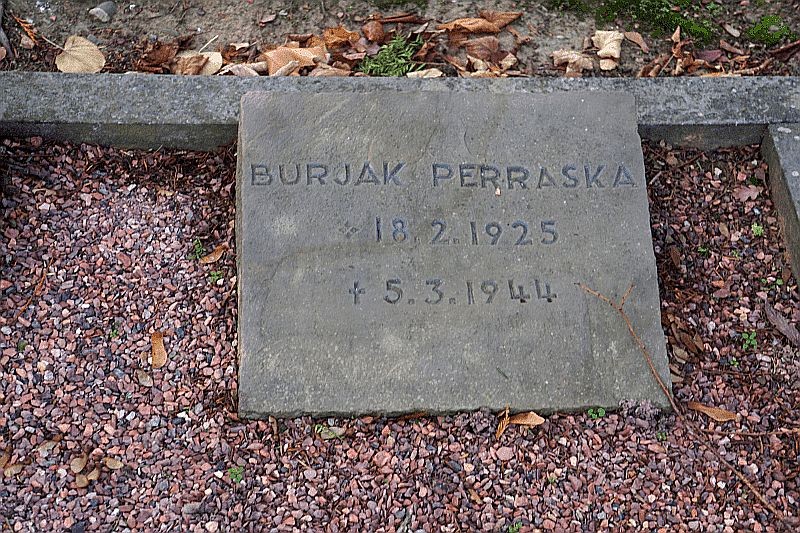 BURJAK PERRASKA
* 18.2.1925
† 5.3.1944